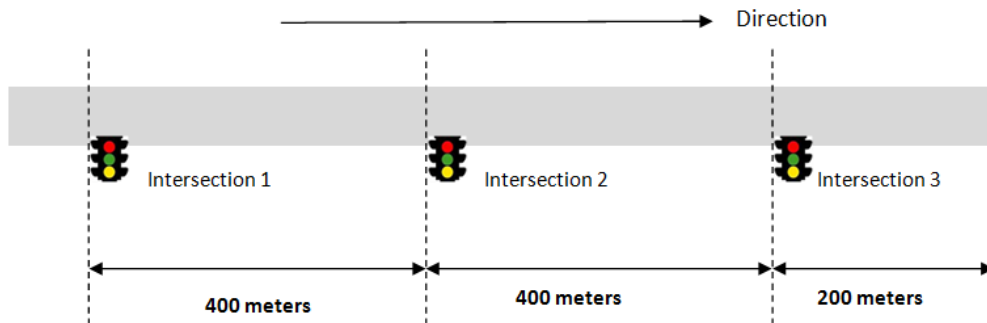 Direction
Intersection 1
Intersection 2
Intersection 3
400 meters
400 meters
200 meters